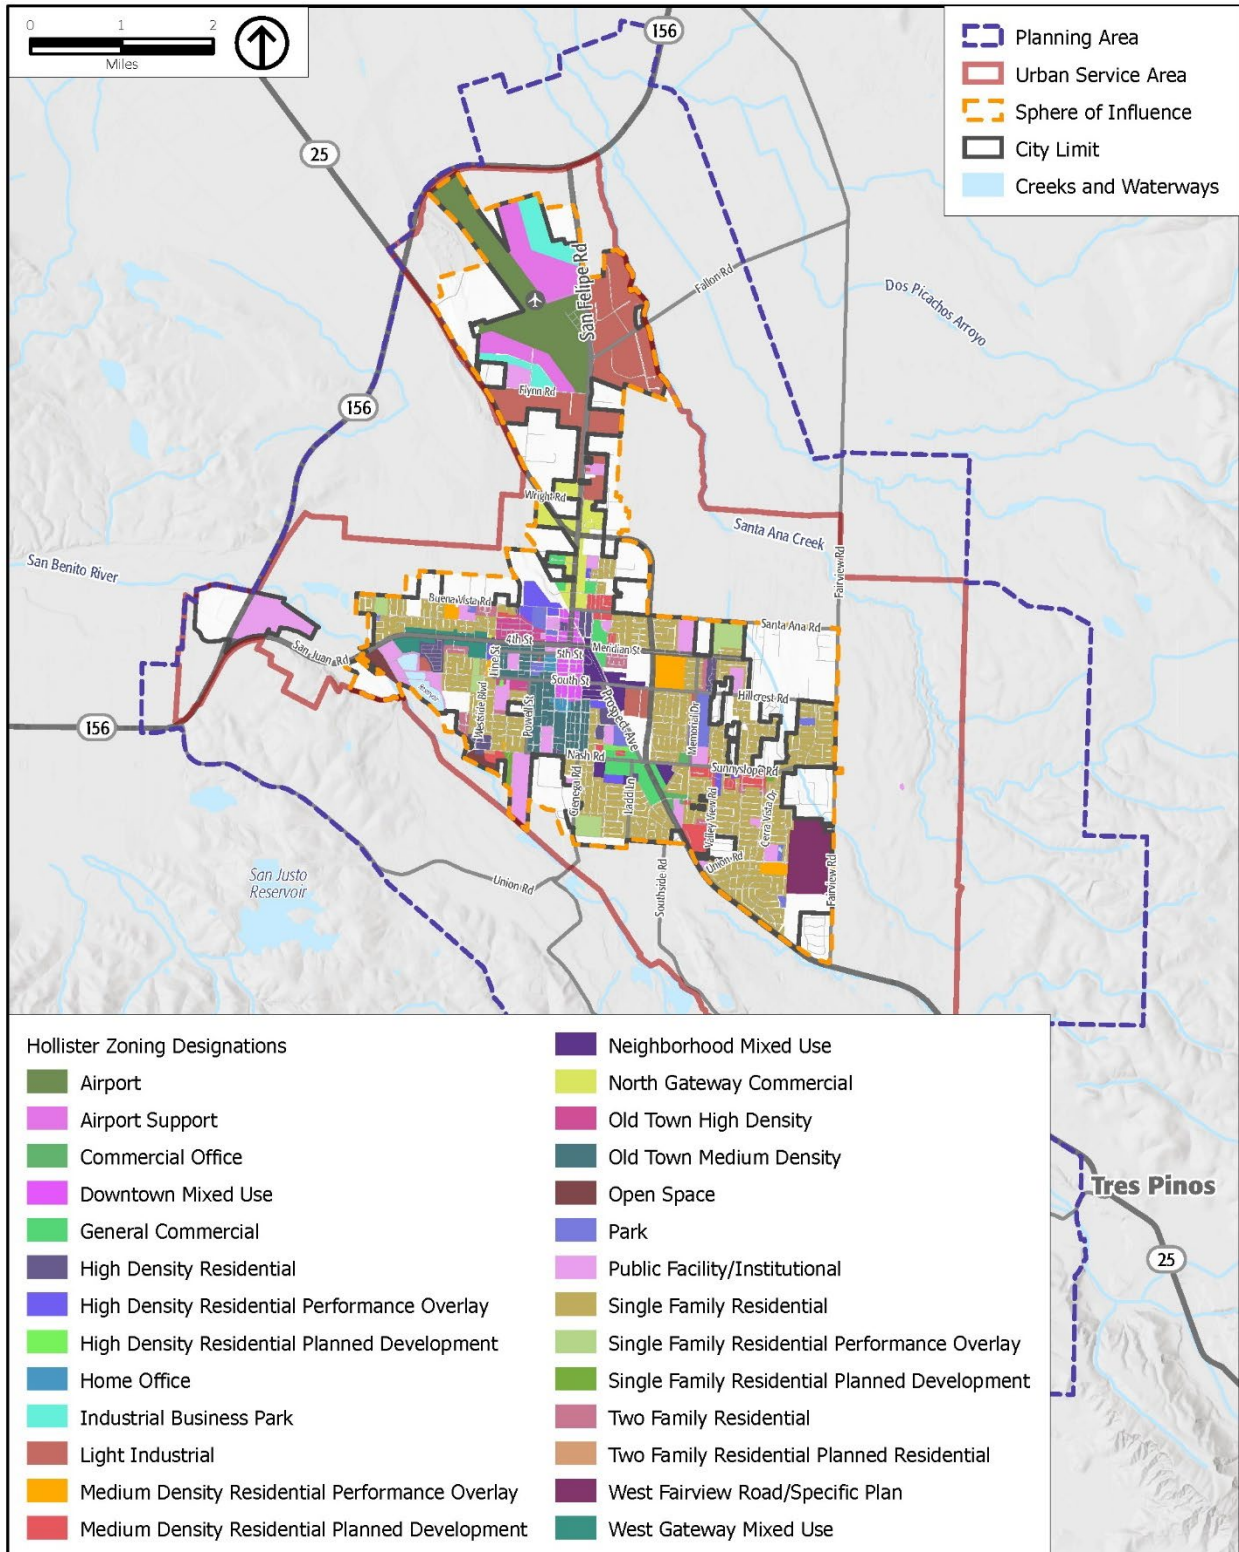 0 1 2
Miles
Planning Area
Urban Service Area
Sphere of Influence
City Limit
Creeks and Waterways
156
25
San Felipe Rd
Fallon Rd
Dos Picachos Arroyo
156
Flynn Rd
Wright Rd
Santa Ana Creek
Fairview Rd
San Benito River
Buena Vista Rd
Santa Ana Rd
4th St
Meridian St
San Juan Rd
Line St
5th St
South St
Hillcrest Rd
Westside Blvd
Powell St
Prospect Ave
Memorial Dr
156
Nash Rd
Sunnyslope Rd
Cienega Rd
Ladd Ln
Valley View Rd
Cerra Vista Dr
Union Rd
Fairview Rd
San Justo
Reservoir
Union Rd
Southside Rd
Hollister Zoning Designations
Airport
Airport Support
Commercial Office
Downtown Mixed Use
General Commercial
High Density Residential
High Density Residential Performance Overlay
High Density Residential Planned Development
Home Office
Industrial Business Park
Light Industrial
Medium Density Residential Performance Overlay
Medium Density Residential Planned Development
Neighborhood Mixed Use
North Gateway Commercial
Old Town High Density
Old Town Medium Density
Open Space
Park
Public Facility/Institutional
Single Family Residential
Single Family Residential Performance Overlay
Single Family Residential Planned Development
Two Family Residential
Two Family Residential Planned Residential
West Fairview Road/Specific Plan
West Gateway Mixed Use
Tres Pinos
25